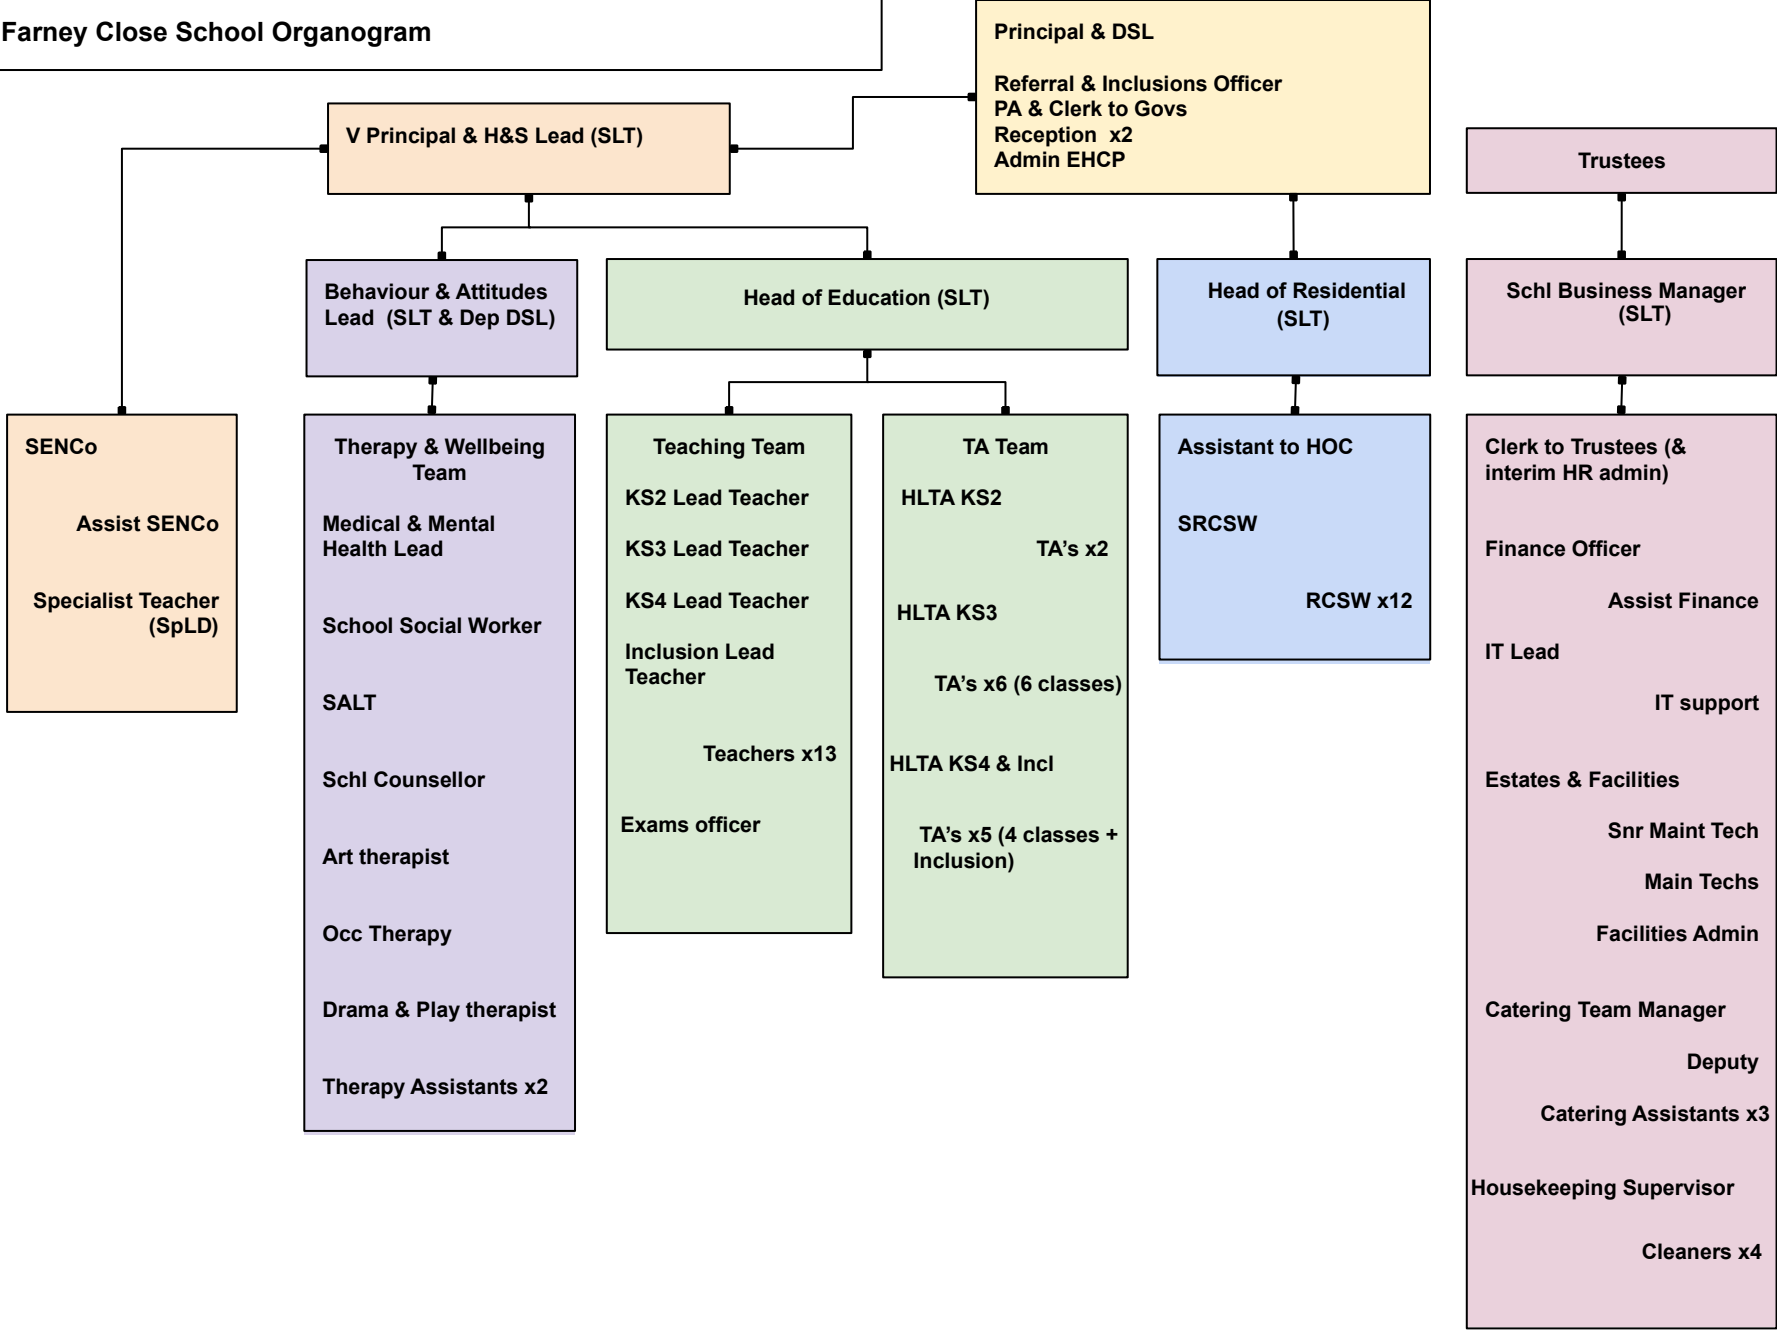 Farney Close School Organogram
Principal & DSL
Referral & Inclusions Officer
PA & Clerk to Govs
Reception  x2
Admin EHCP
V Principal & H&S Lead (SLT)
Trustees
Behaviour & Attitudes
Lead  (SLT & Dep DSL)
Head of Education (SLT)
Head of Residential
(SLT)
Schl Business Manager
(SLT)
SENCo
Assist SENCo
Specialist Teacher
(SpLD)
Therapy & Wellbeing
Team
Medical & Mental
Health Lead
School Social Worker
SALT
Schl Counsellor
Art therapist
Occ Therapy
Drama & Play therapist
Therapy Assistants x2
Teaching Team
KS2 Lead Teacher
KS3 Lead Teacher
KS4 Lead Teacher
Inclusion Lead
Teacher
Teachers x13
Exams officer
TA Team
HLTA KS2
TA’s x2
HLTA KS3
TA’s x6 (6 classes)
HLTA KS4 & Incl
TA’s x5 (4 classes +
Inclusion)
Assistant to HOC
SRCSW
RCSW x12
Clerk to Trustees (&
interim HR admin)
Finance Officer
Assist Finance
IT Lead
IT support
Estates & Facilities
Snr Maint Tech
Main Techs
Facilities Admin
Catering Team Manager
Deputy
Catering Assistants x3
Housekeeping Supervisor
Cleaners x4